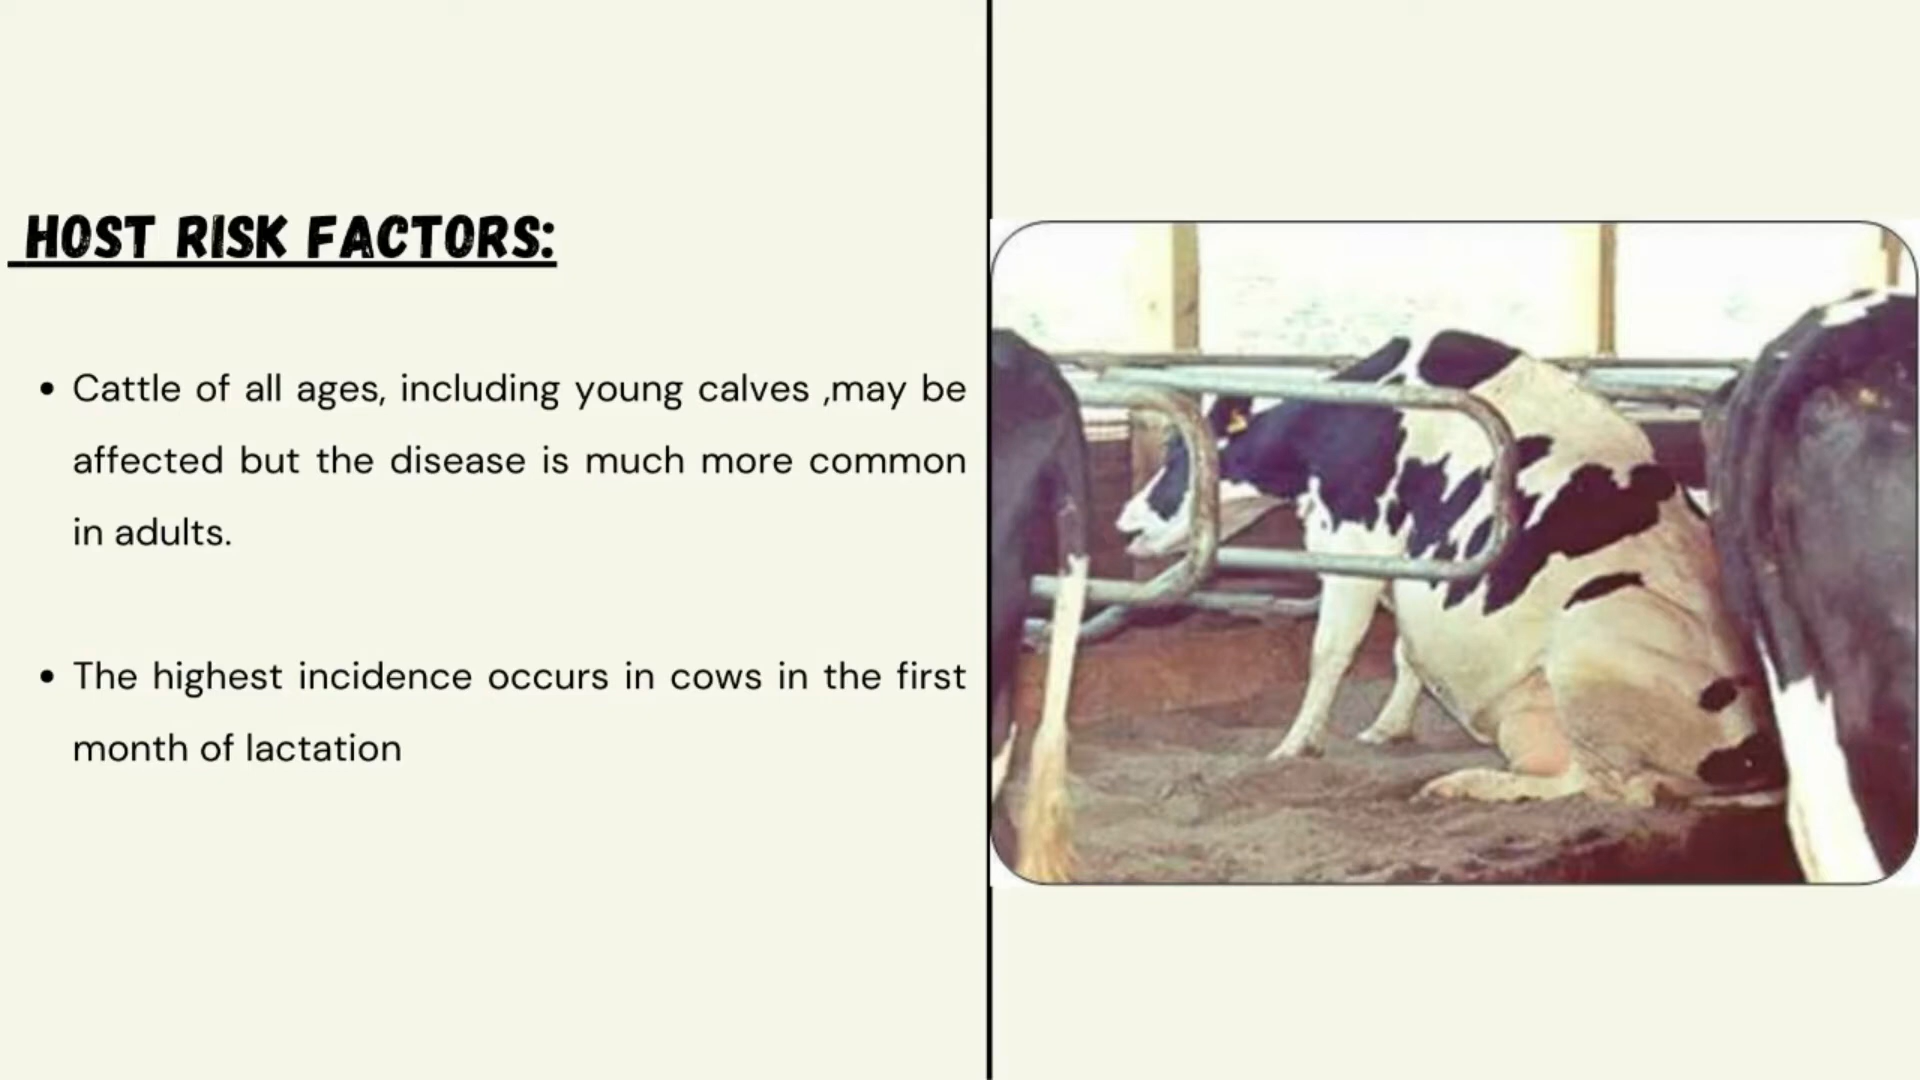 HOST RISK FACTORS:
• Cattle of all ages, including young calves ,may be
affected but the disease is much more common
in adults.
• The highest incidence occurs in cows in the first
month of lactation